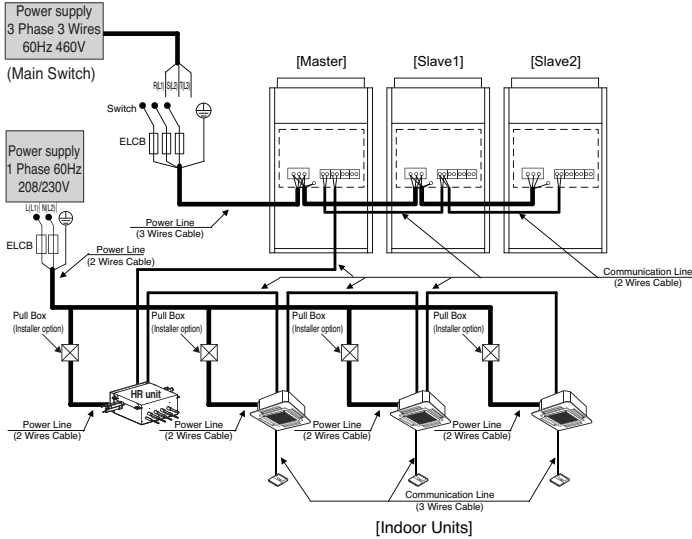 Power supply
3 Phase 3 Wires
60Hz 460V
(Main Switch)
[Master]
[Slave1]
[Slave2]
R(L1) S(L2) T(L3)
Switch
ELCB
Power supply
1 Phase 60Hz
208/230V
L(L1) N(L2)
ELCB
Power Line
(3 Wires Cable)
Power Line
(2 Wires Cable)
Communication Line
(2 Wires Cable)
Pull Box
(Installer option)
Pull Box
(Installer option)
Pull Box
(Installer option)
Pull Box
(Installer option)
HR unit
Power Line
(2 Wires Cable)
Power Line
(2 Wires Cable)
Power Line
(2 Wires Cable)
Power Line
(2 Wires Cable)
Communication Line
(3 Wires Cable)
[Indoor Units]